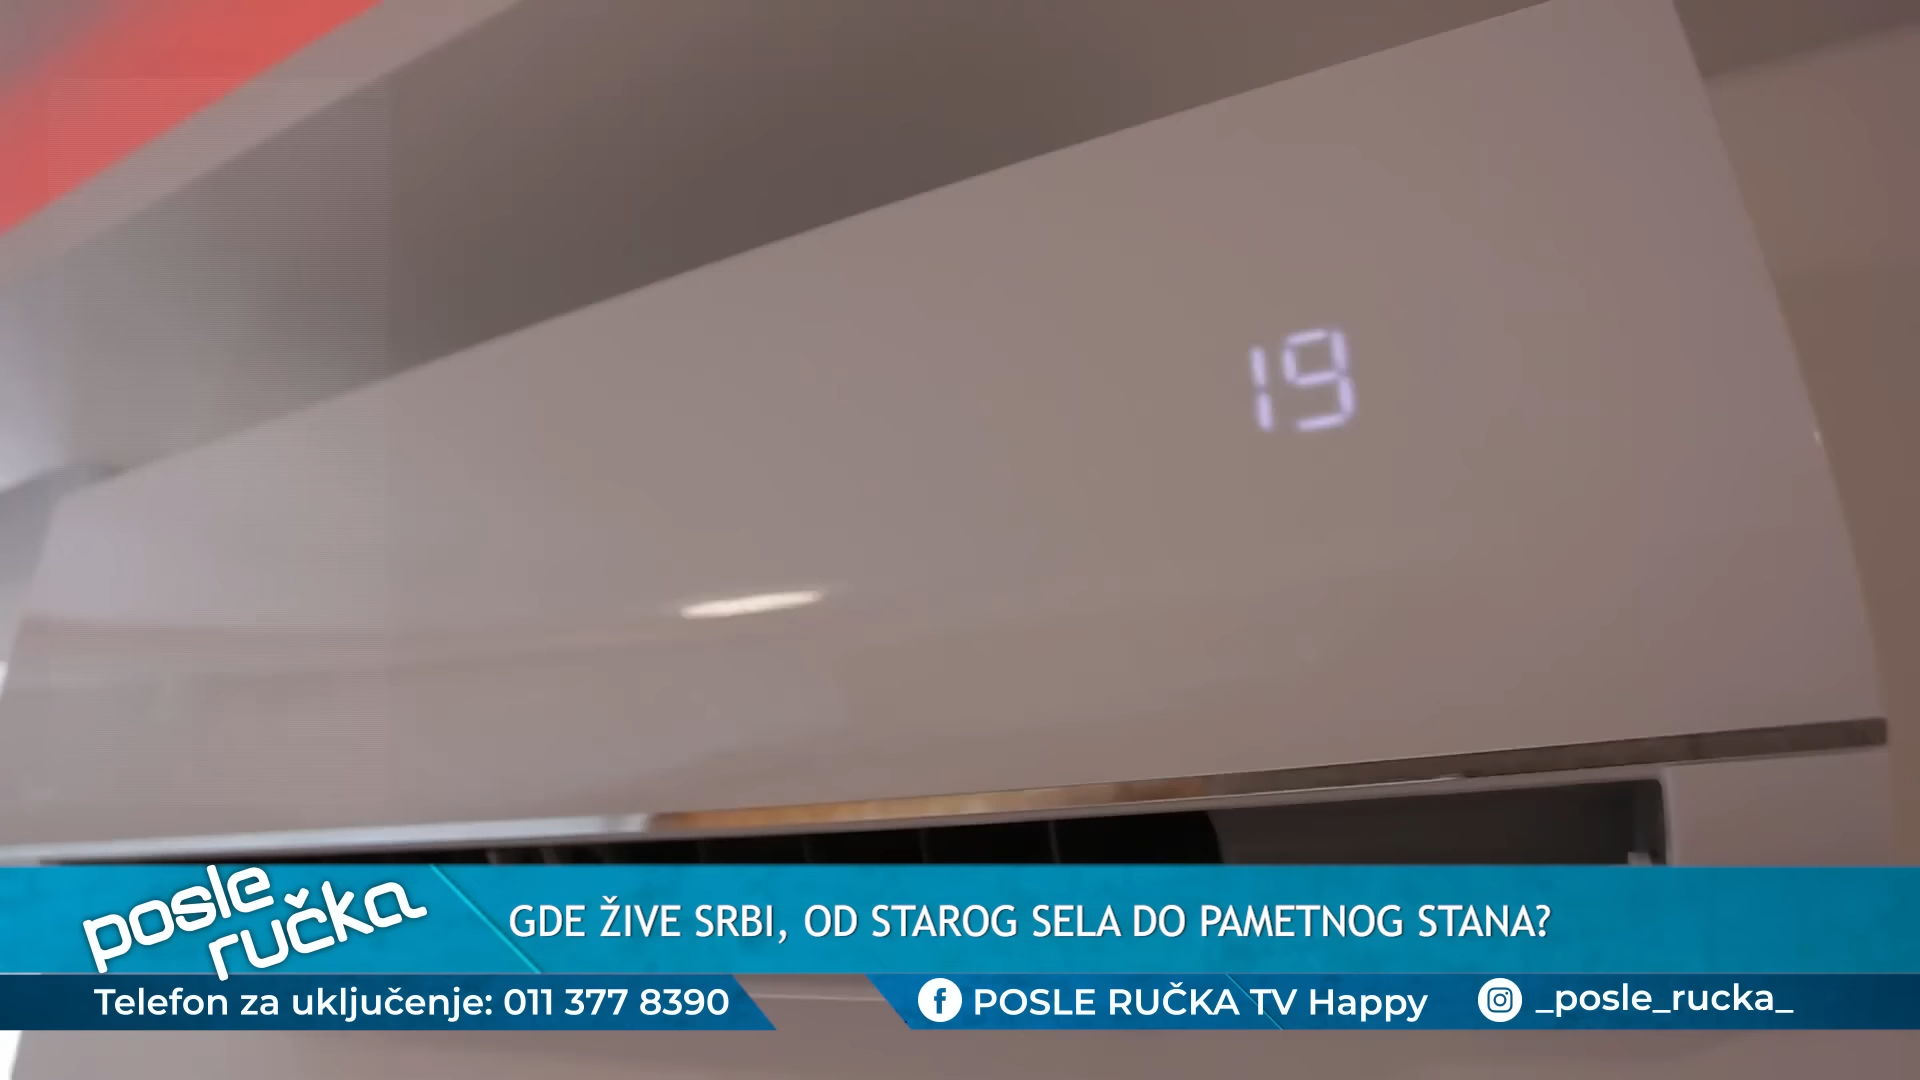 19
posle
ručka
GDE ŽIVE SRBI, OD STAROG SELA DO PAMETNOG STANA?
Telefon za uključenje: 011 377 8390
POSLE RUČKA TV Happy
_posle_rucka_